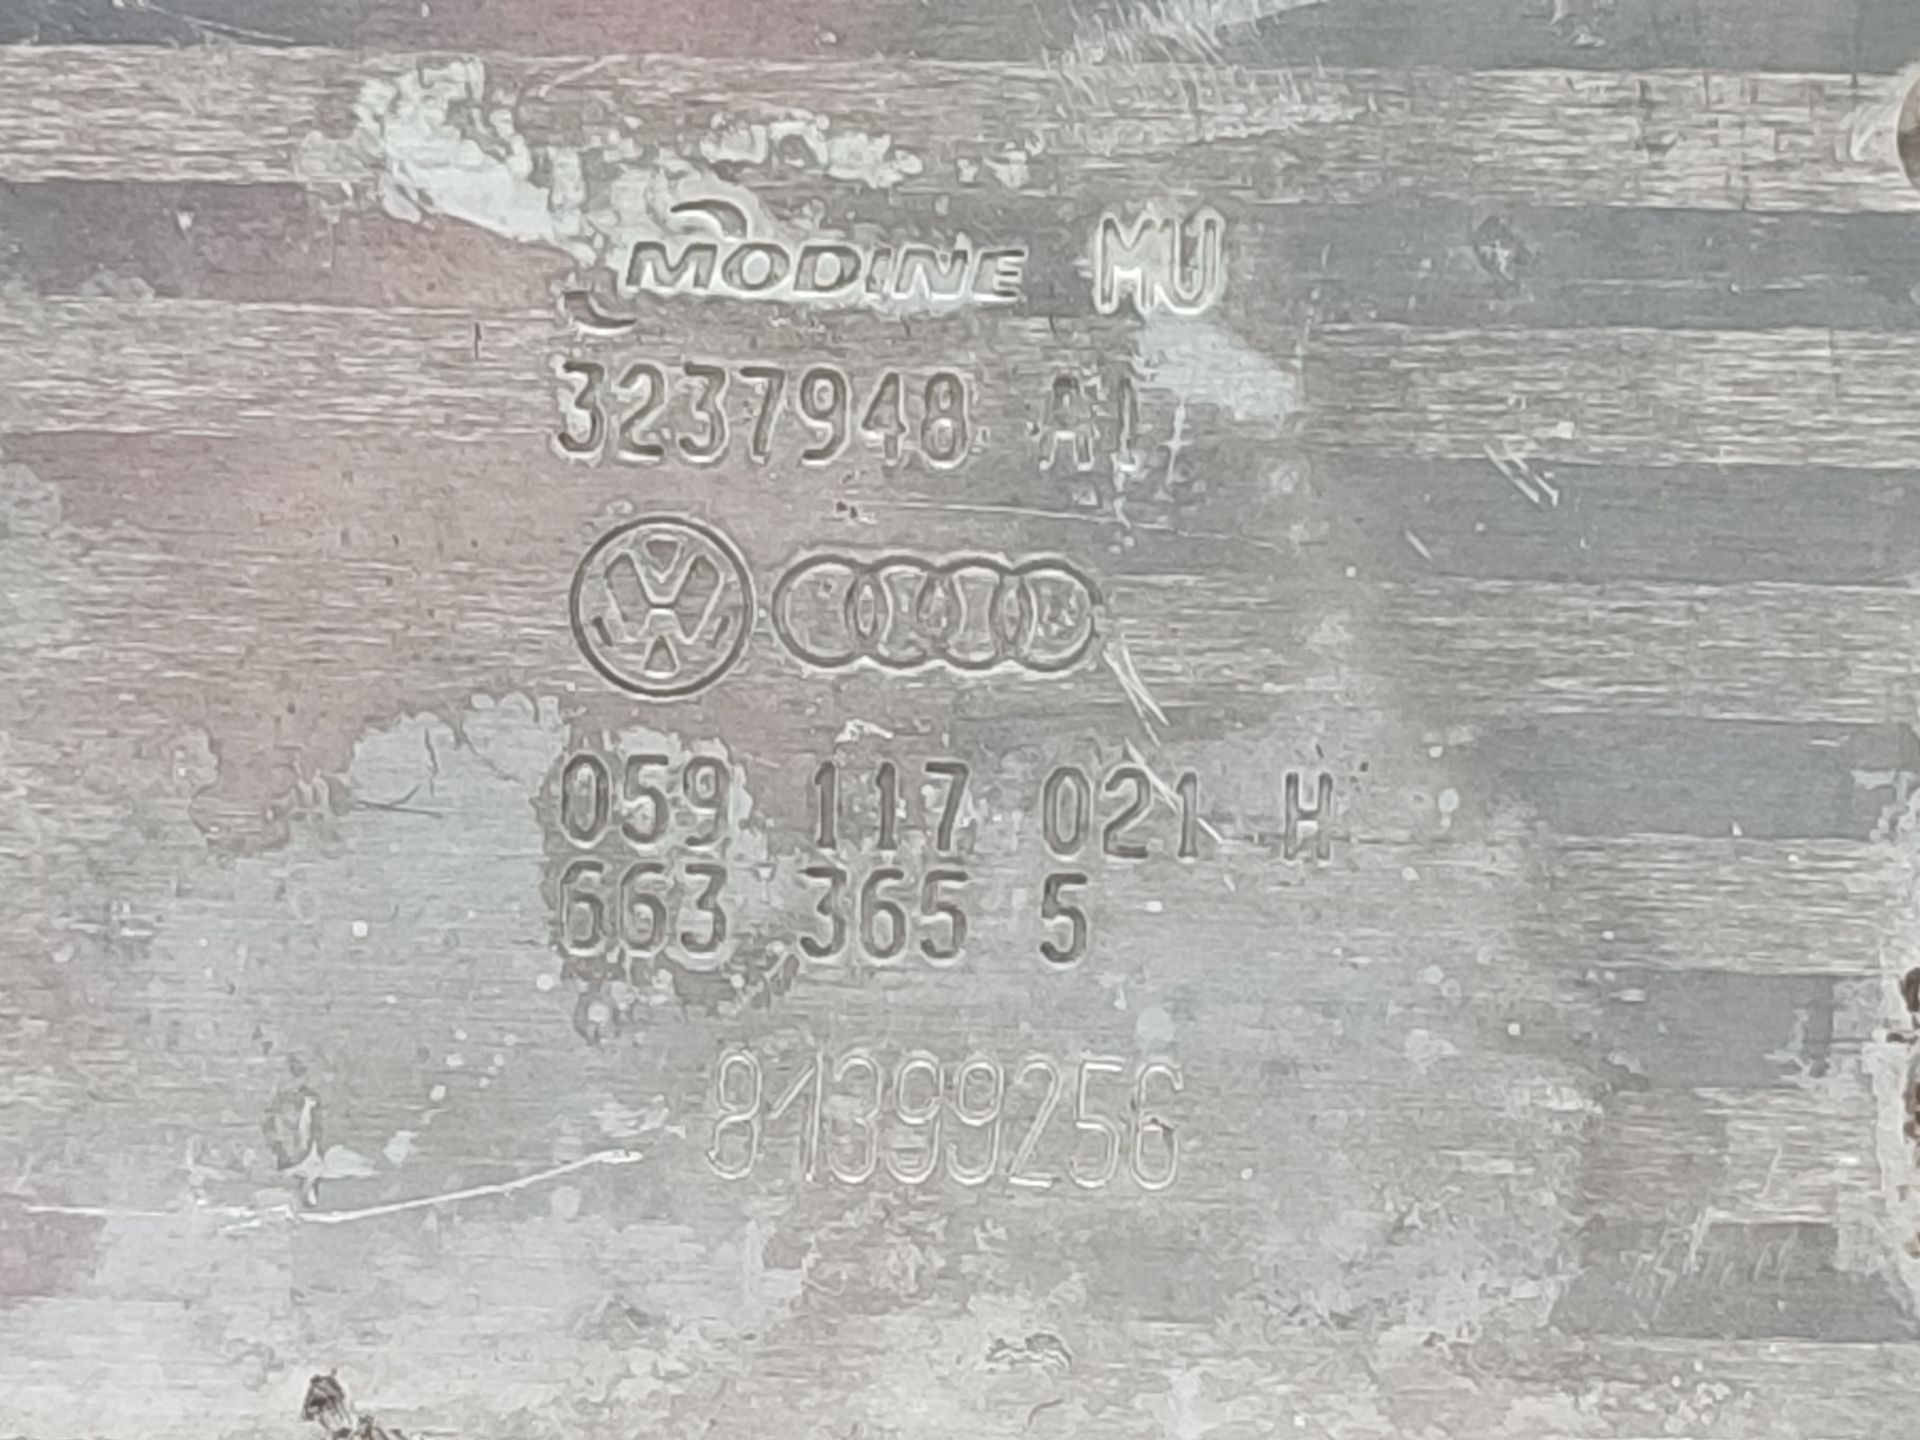 MODINE MU
3237948 A1
059 117 021 H
663 365 5
81399256